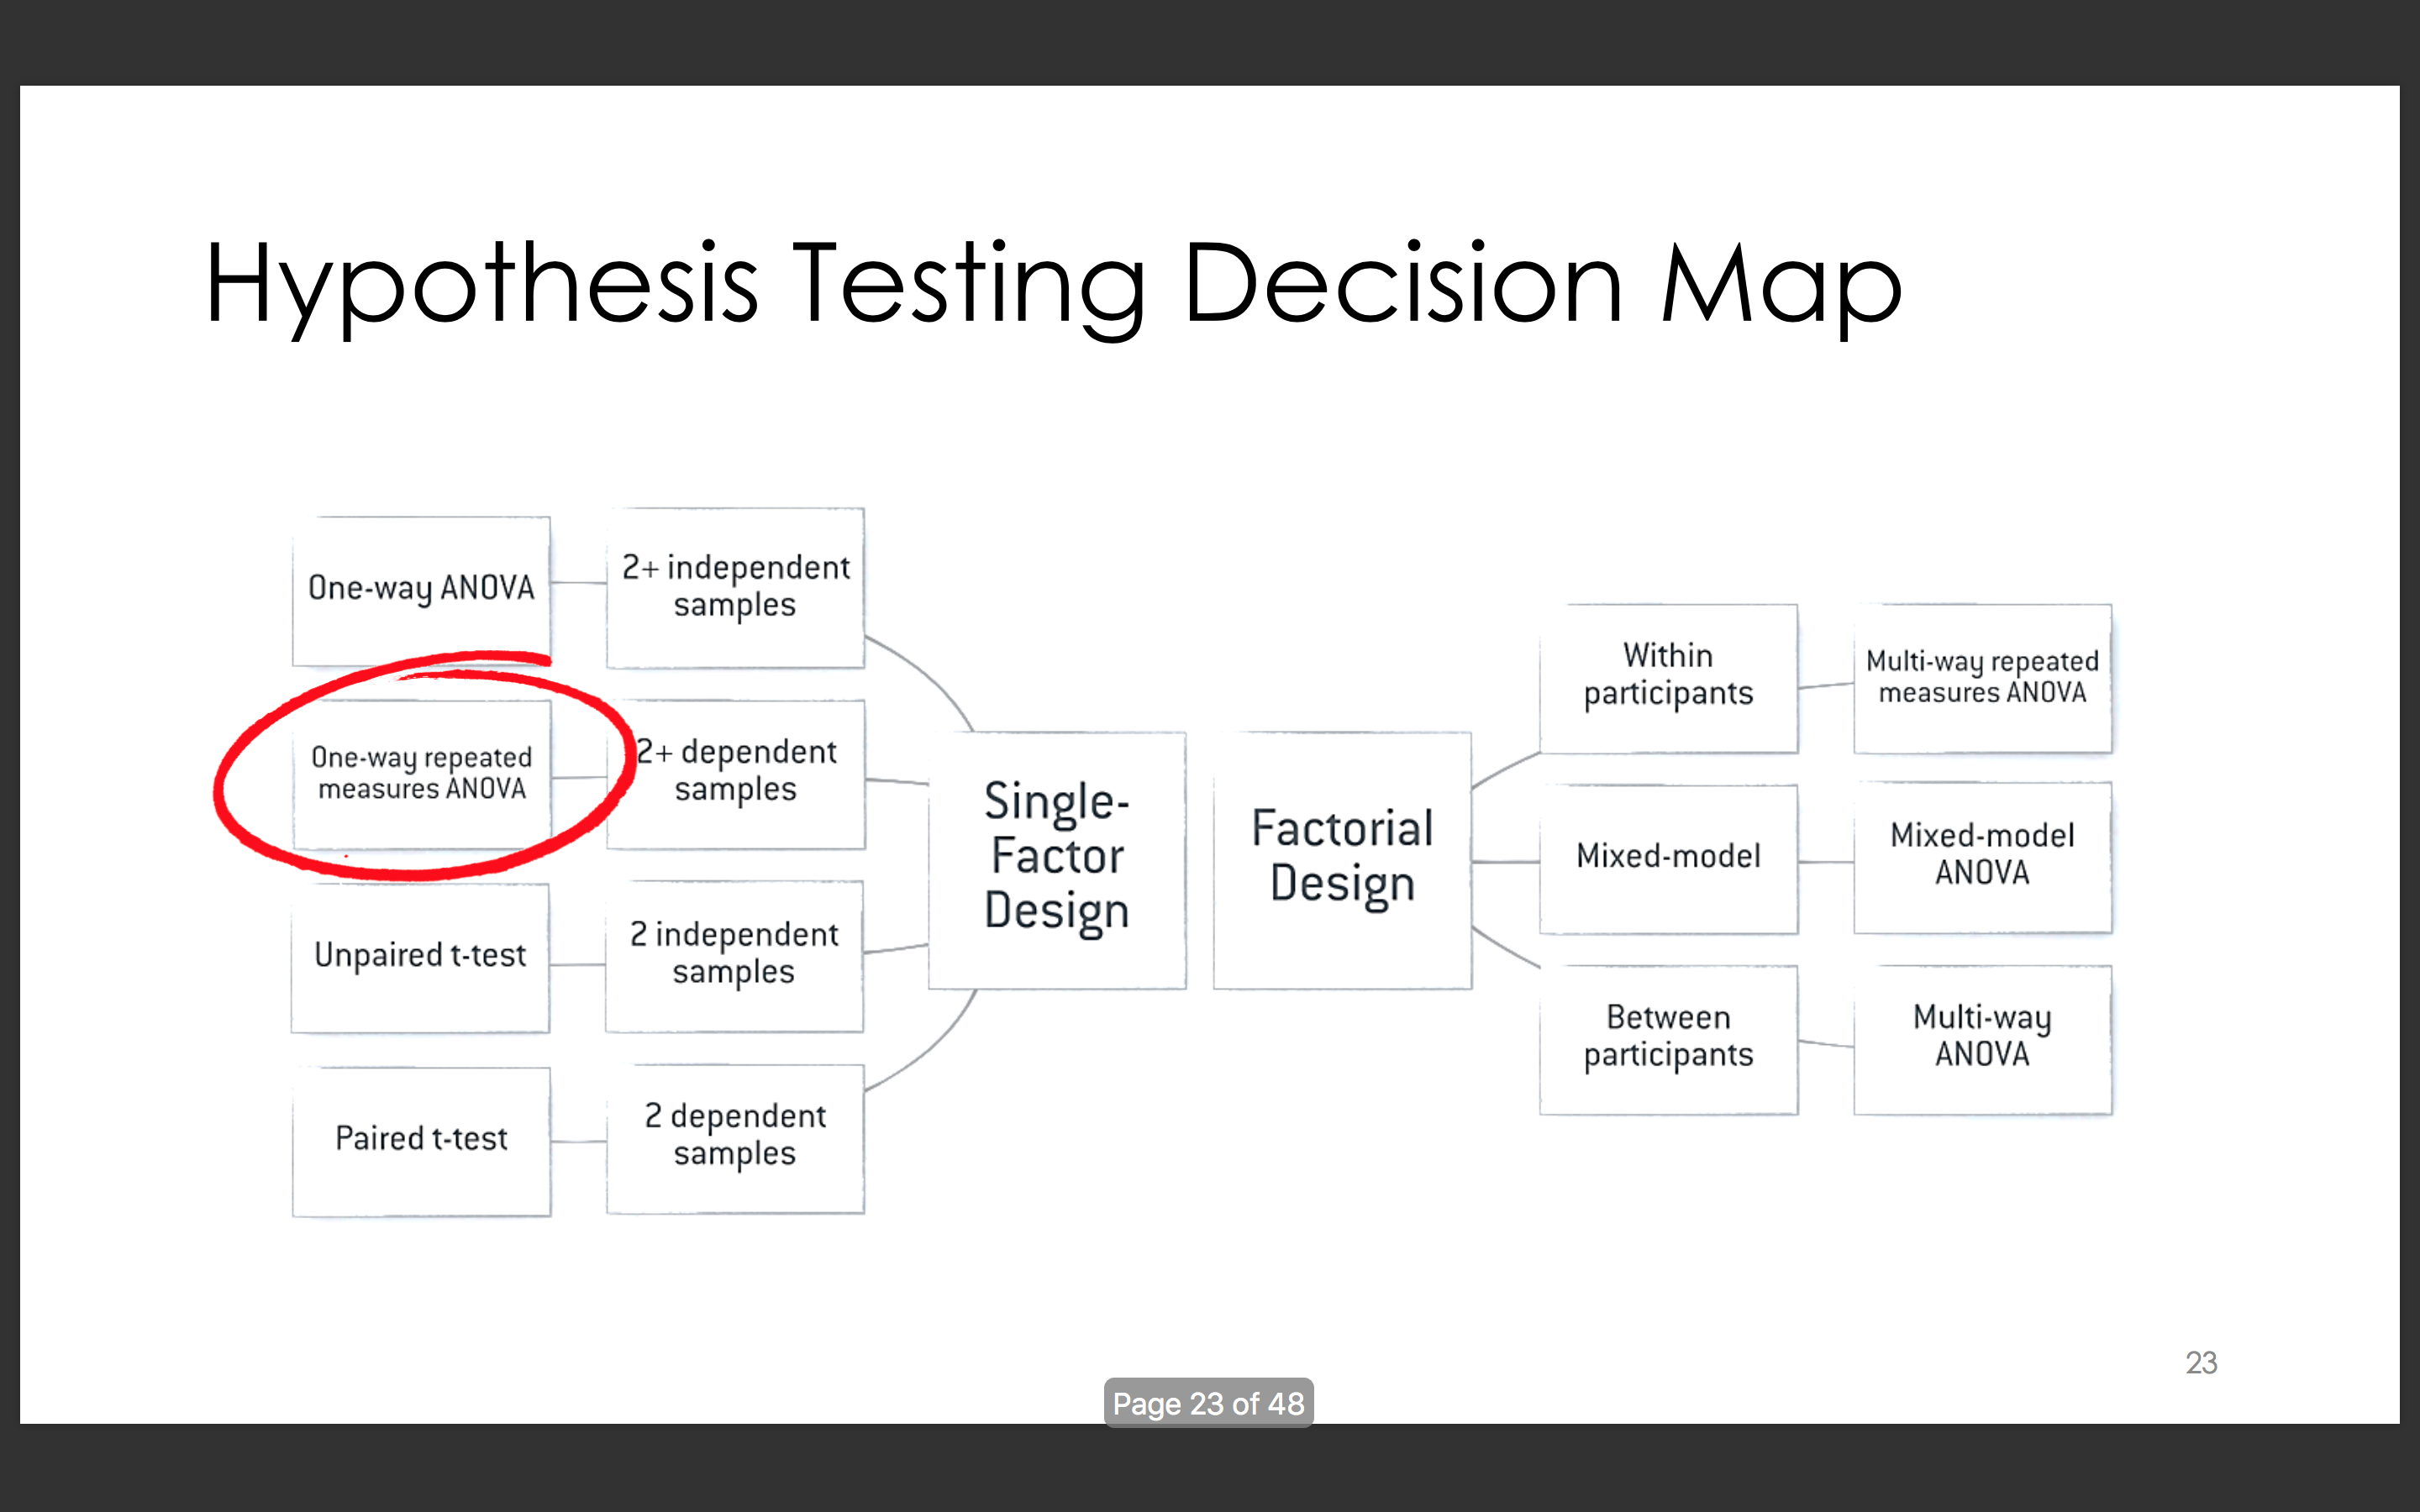 Hypothesis Testing Decision Map
One-way ANOVA
2+ independent
samples
One-way repeated
measures ANOVA
2+ dependent
samples
Unpaired t-test
2 independent
samples
Paired t-test
2 dependent
samples
Single-
Factor
Design
Factorial
Design
Within
participants
Multi-way repeated
measures ANOVA
Mixed-model
Mixed-model
ANOVA
Between
participants
Multi-way
ANOVA
23
Page 23 of 48